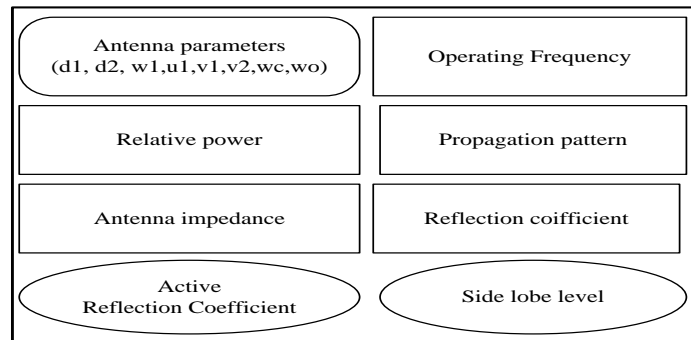 Antenna parameters
(d1, d2, w1,u1,v1,v2,wc,wo)
Operating Frequency
Relative power
Propagation pattern
Antenna impedance
Reflection coifficient
Active
Reflection Coefficient
Side lobe level